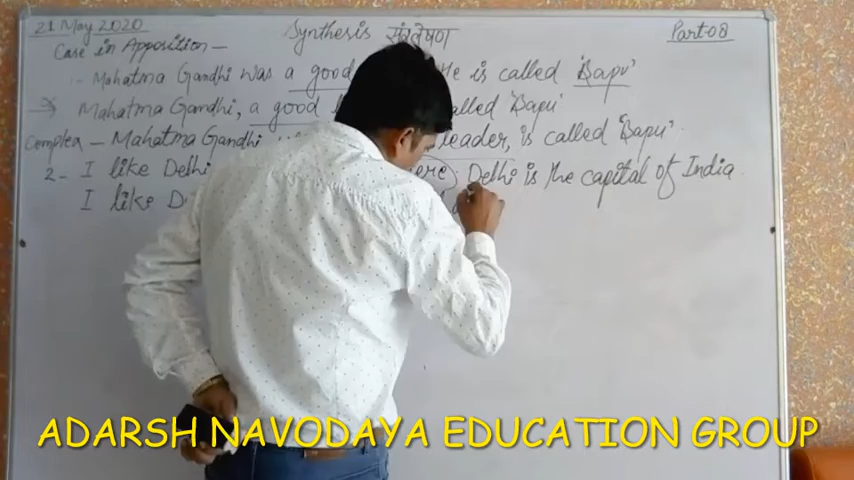 21 May 2020 Synthesis संश्लेषण Part-08
Case in Apposition –
Mahatma Gandhi was a good He is called 'Bapu'
Mahatma Gandhi, a good called 'Bapu'
Complex – Mahatma Gandhi leader, is called 'Bapu'.
2 - I like Delhi ere. Delhi is the capital of India.
I like D
ADARSH NAVODAYA EDUCATION GROUP